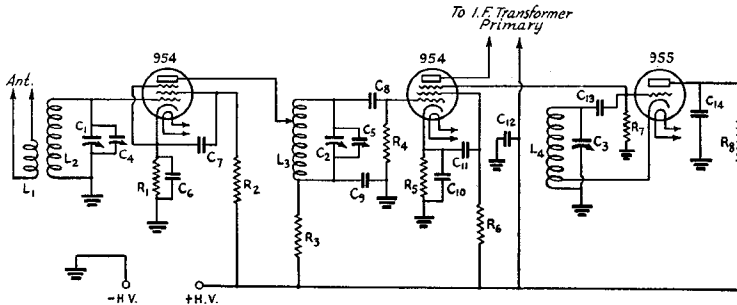 To I.F. Transformer
Primary
954
954
955
Ant.
C8
C13
C14
C1
C4
C7
L2
L1
R1
C6
R2
L3
C2
C5
R4
C9
R3
C12
C11
R5
C10
R6
L4
C3
R7
R8
-H.V.
+H.V.